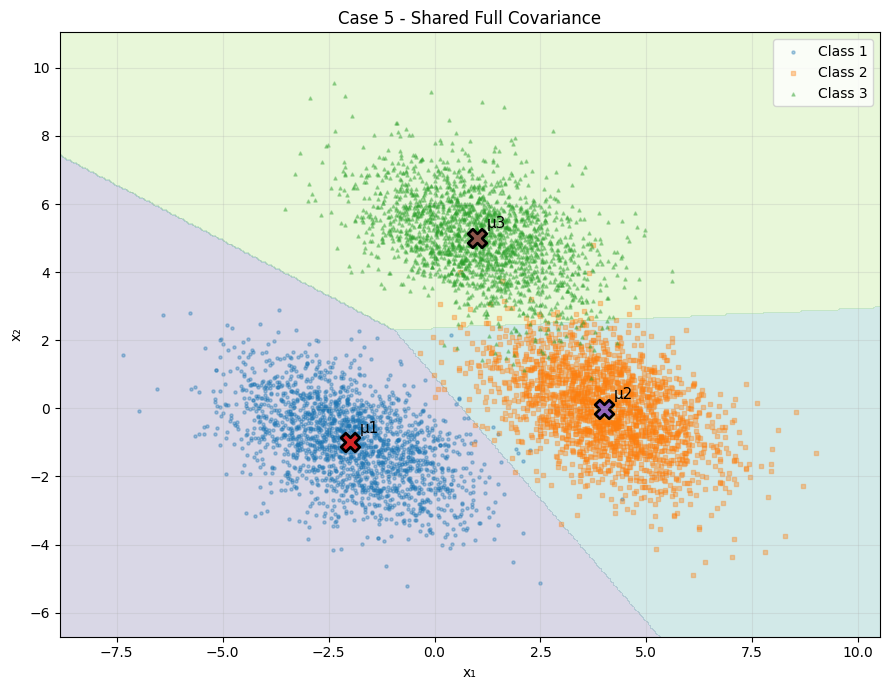 Case 5 - Shared Full Covariance
Class 1
Class 2
Class 3
10
8
6
4
2
0
−2
−4
−6
x₂
μ3
μ2
μ1
−7.5
−5.0
−2.5
0.0
2.5
5.0
7.5
10.0
x₁